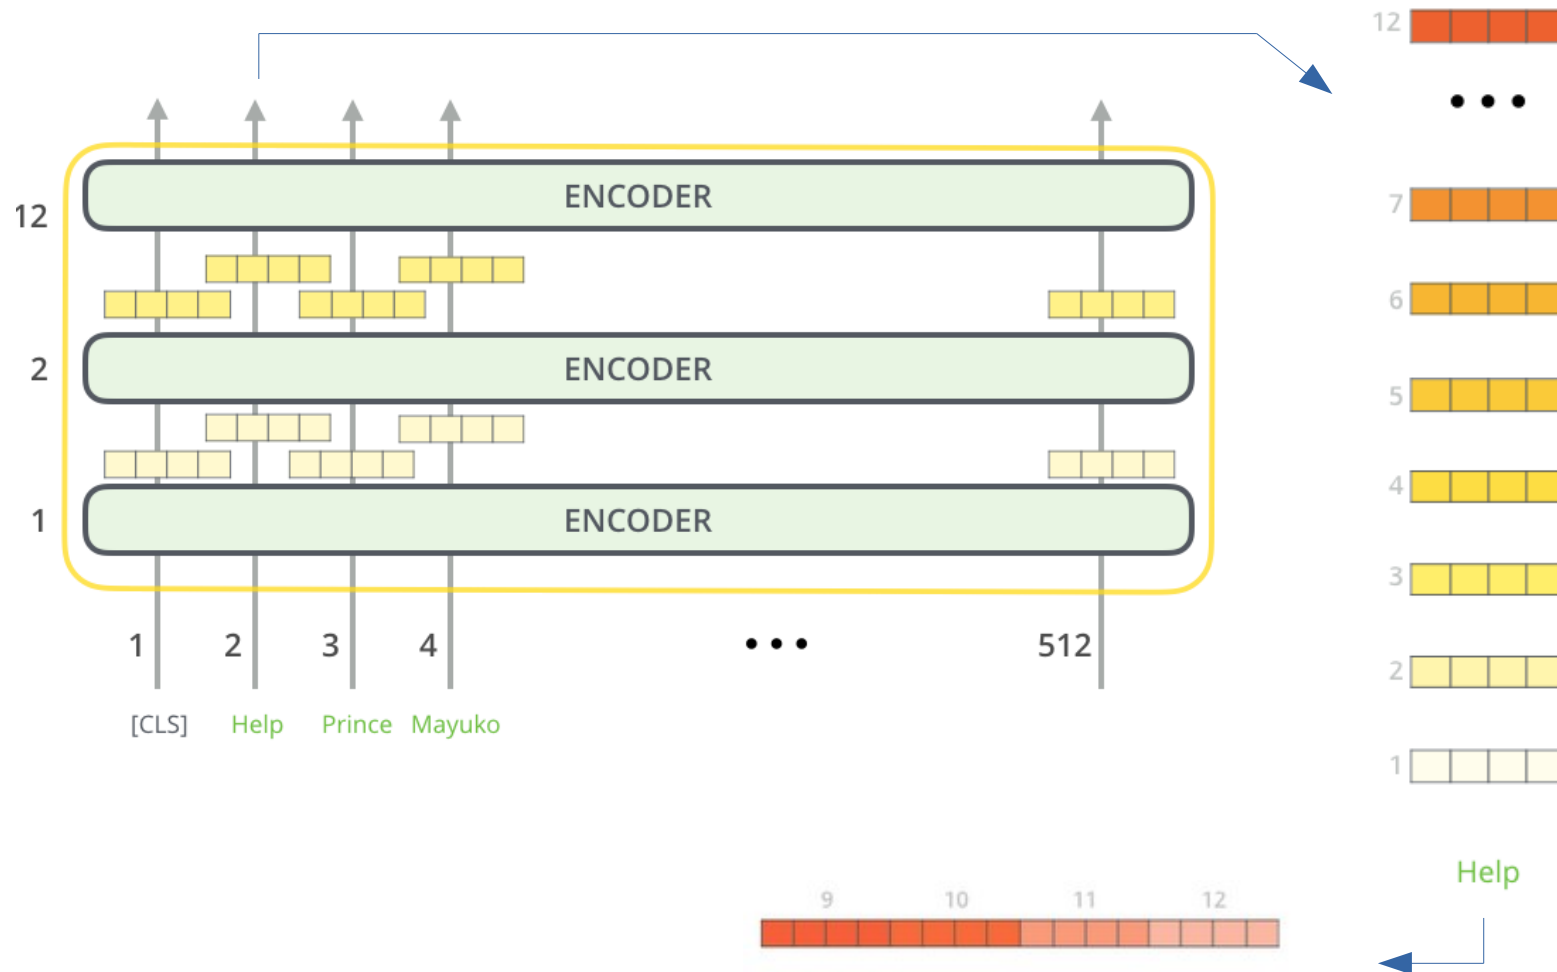 12
ENCODER
2
ENCODER
1
ENCODER
1 2 3 4 ••• 512
[CLS] Help Prince Mayuko
12
•••
7
6
5
4
3
2
1
Help
9 10 11 12